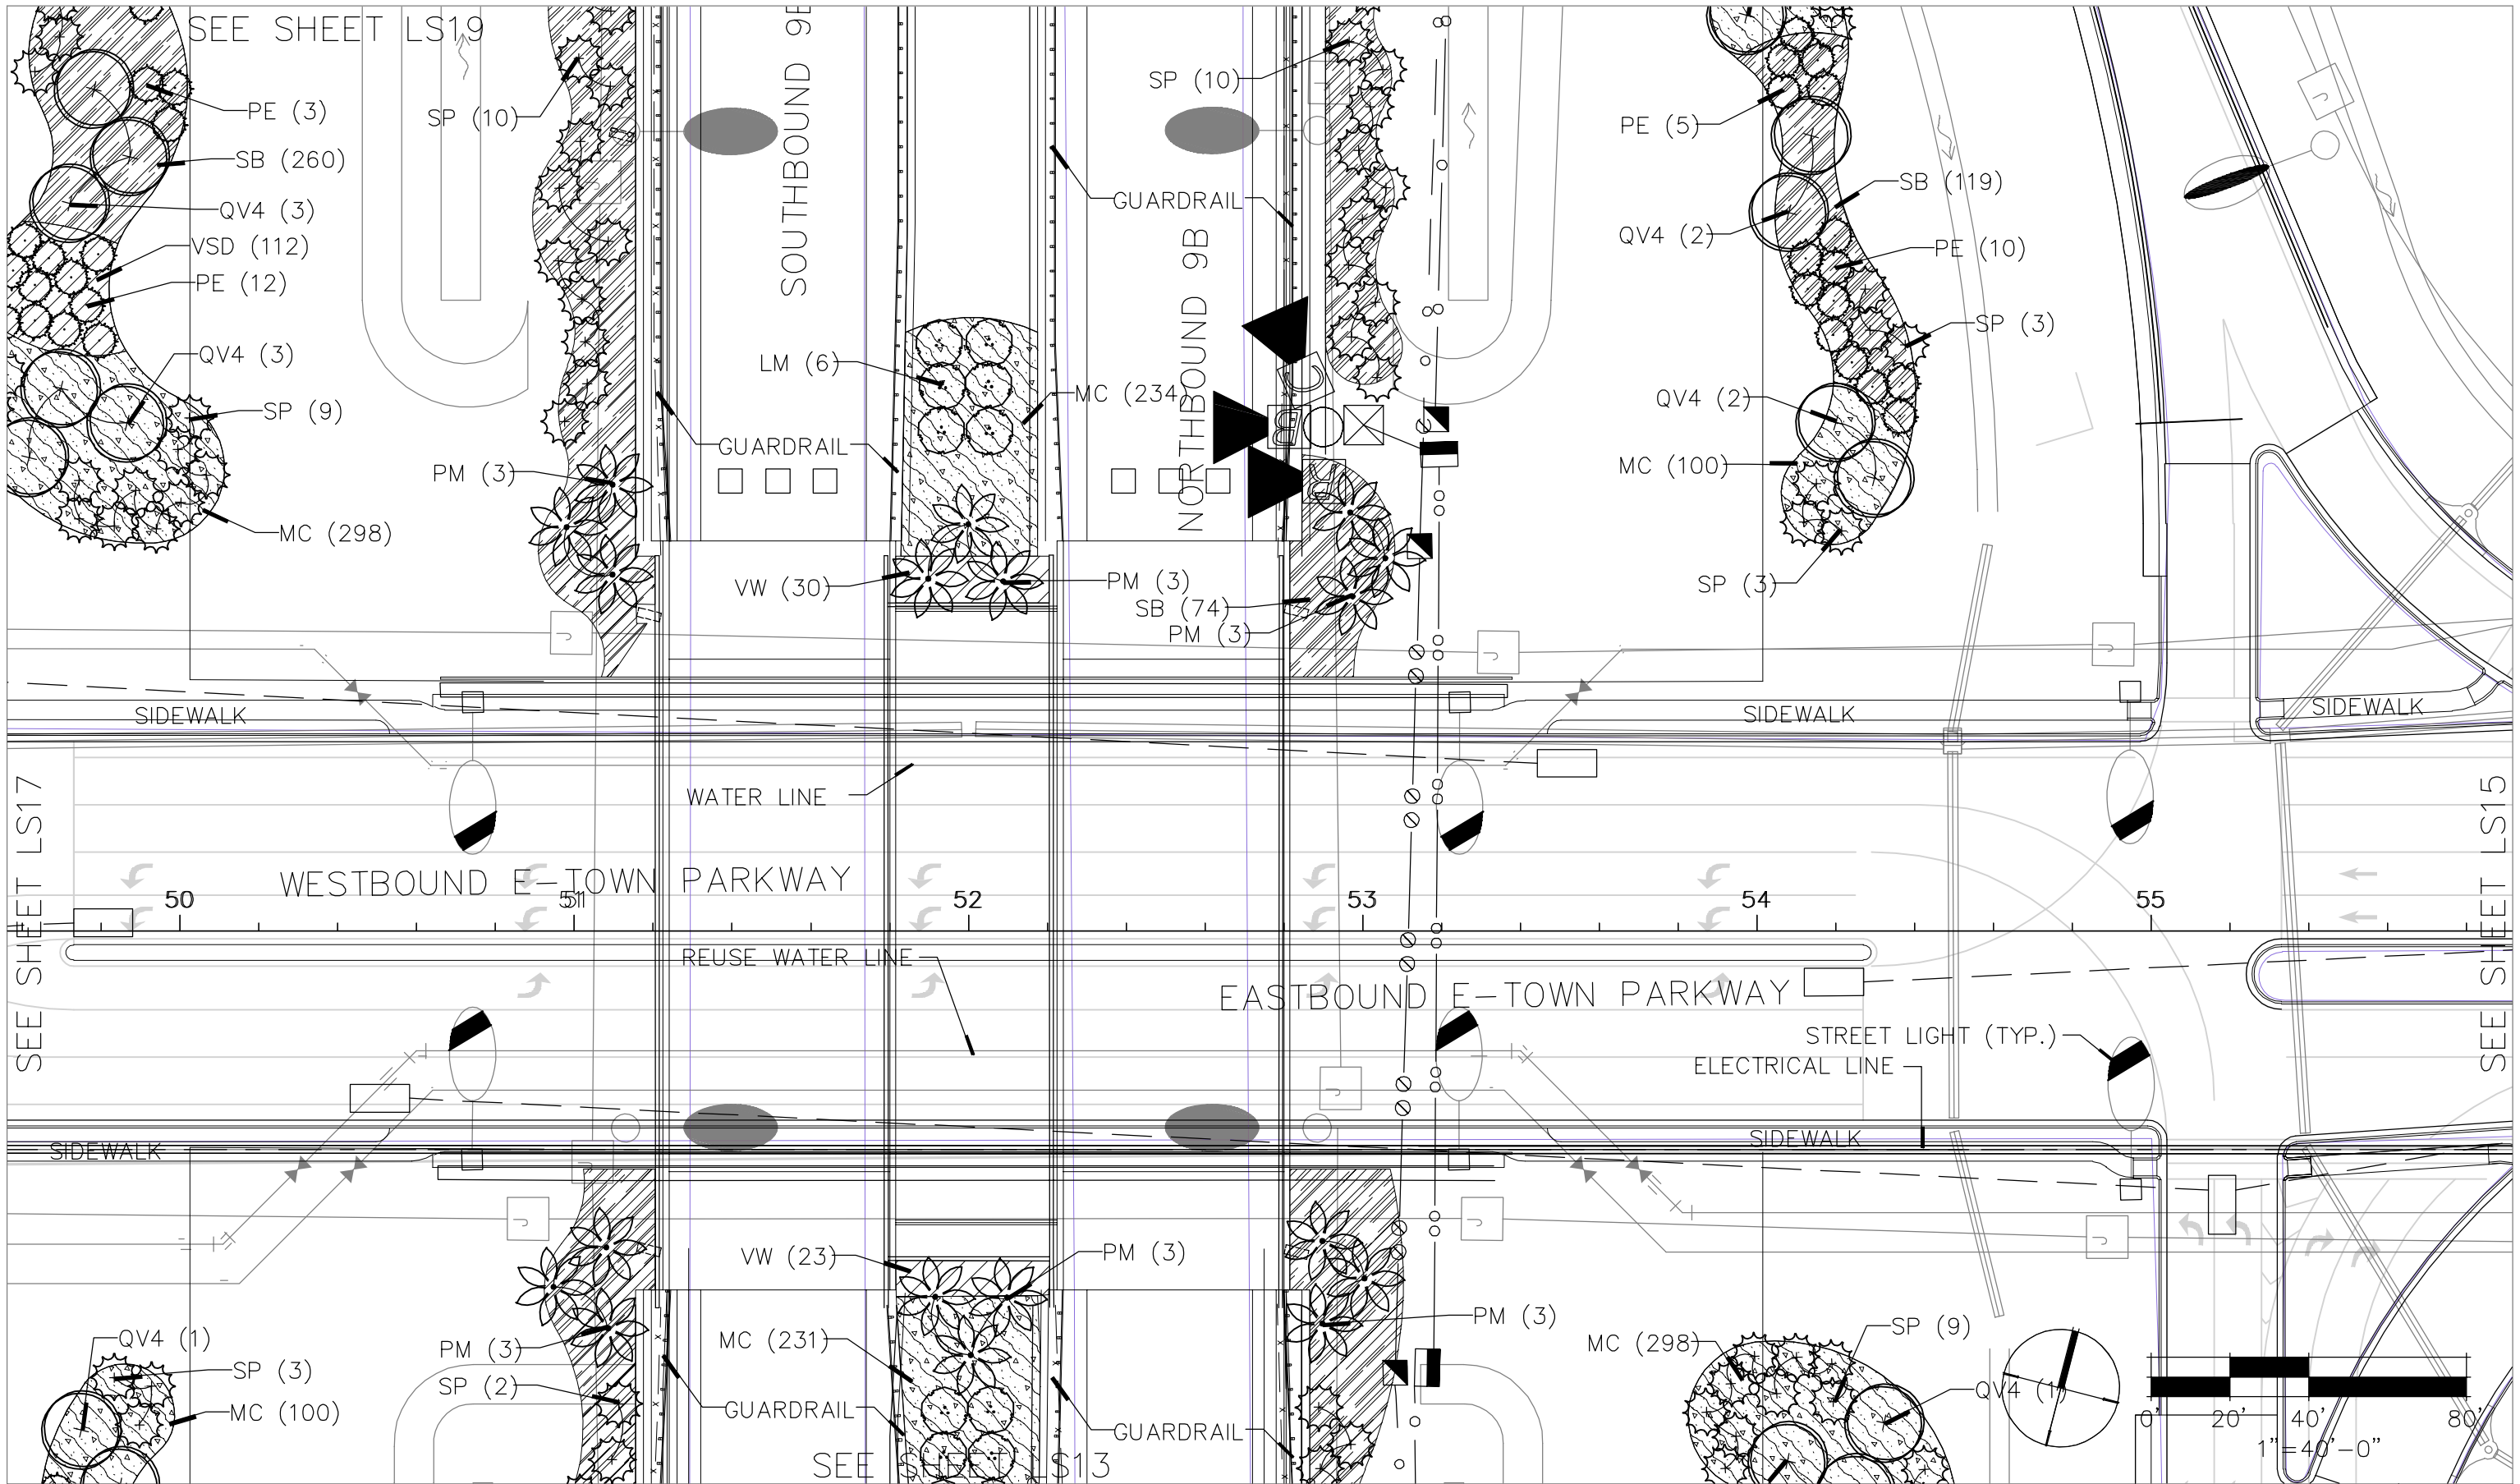 SEE SHEET LS19
SOUTHBOUND 9B
PE (3)
SP (10)
SP (10)
PE (5)
SB (260)
SB (119)
QV4 (3)
GUARDRAIL
QV4 (2)
VSD (112)
PE (10)
PE (12)
NORTHBOUND 9B
SP (3)
QV4 (3)
LM (6)
MC (234)
QV4 (2)
SP (9)
C
B
GUARDRAIL
PM (3)
MC (100)
MC (298)
VW (30)
PM (3)
SP (3)
SB (74)
PM (3)
SIDEWALK
SIDEWALK
SIDEWALK
WATER LINE
SEE SHEET LS17
SEE SHEET LS15
WESTBOUND E-TOWN PARKWAY
50
51
52
53
54
55
REUSE WATER LINE
EASTBOUND E-TOWN PARKWAY
STREET LIGHT (TYP.)
ELECTRICAL LINE
SIDEWALK
SIDEWALK
VW (23)
PM (3)
PM (3)
QV4 (1)
MC (231)
MC (298)
SP (9)
PM (3)
SP (3)
SP (2)
QV4 (1)
MC (100)
GUARDRAIL
GUARDRAIL
0' 20' 40' 80'
1"=40'-0"
SEE SHEET LS13